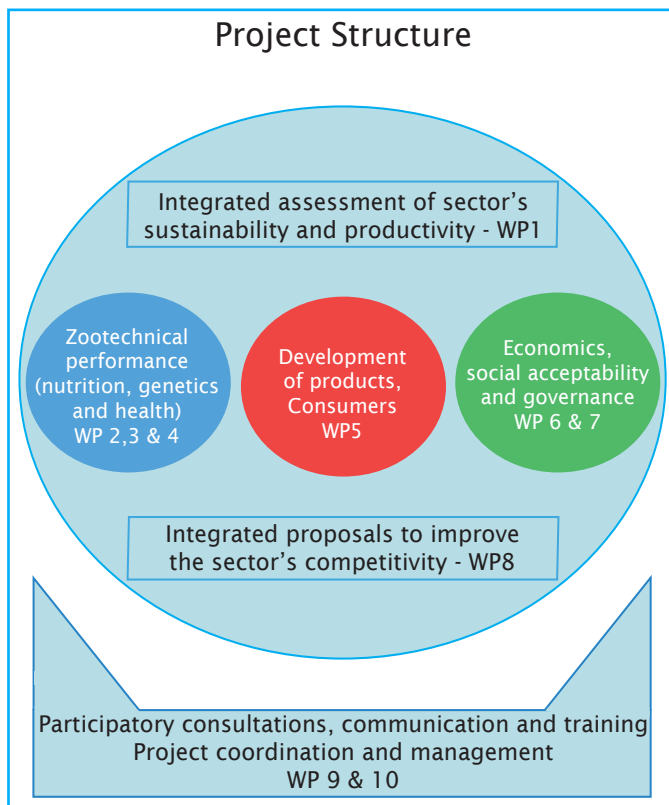 Project Structure
Integrated assessment of sector's
sustainability and productivity - WP1
Zootechnical
performance
(nutrition, genetics
and health)
WP 2,3 & 4
Development
of products,
Consumers
WP5
Economics,
social acceptability
and governance
WP 6 & 7
Integrated proposals to improve
the sector's competitivity - WP8
Participatory consultations, communication and training
Project coordination and management
WP 9 & 10